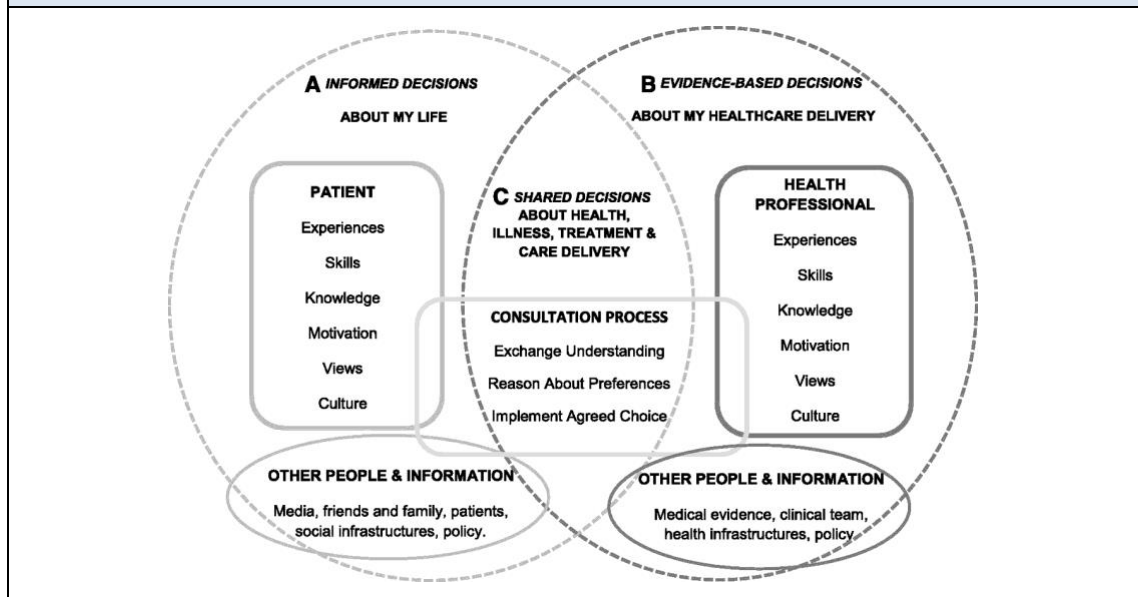 A INFORMED DECISIONS
ABOUT MY LIFE
PATIENT
Experiences
Skills
Knowledge
Motivation
Views
Culture
OTHER PEOPLE & INFORMATION
Media, friends and family, patients,
social infrastructures, policy.
C SHARED DECISIONS
ABOUT HEALTH,
ILLNESS, TREATMENT &
CARE DELIVERY
CONSULTATION PROCESS
Exchange Understanding
Reason About Preferences
Implement Agreed Choice
B EVIDENCE-BASED DECISIONS
ABOUT MY HEALTHCARE DELIVERY
HEALTH
PROFESSIONAL
Experiences
Skills
Knowledge
Motivation
Views
Culture
OTHER PEOPLE & INFORMATION
Medical evidence, clinical team,
health infrastructures, policy.